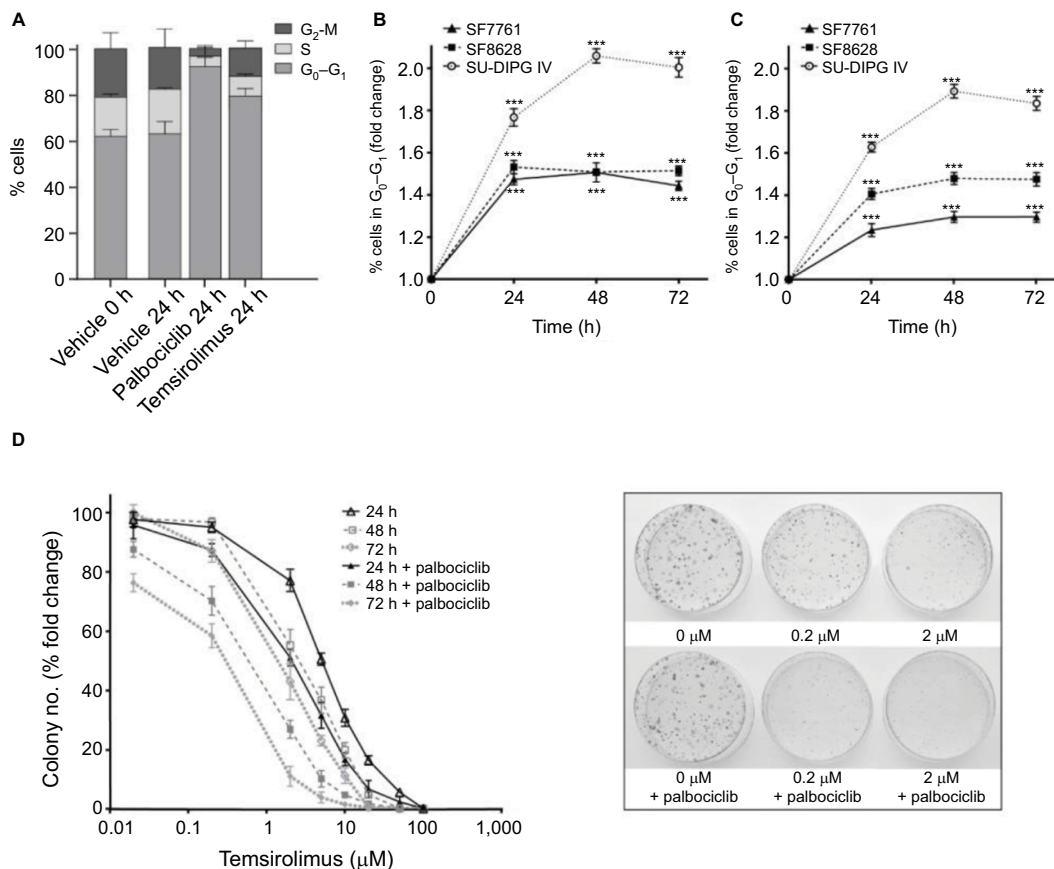 A
G2-M
S
G0–G1
% cells
100
80
60
40
20
0
Vehicle 0 h
Vehicle 24 h
Palbociclib 24 h
Temsirolimus 24 h
B
SF7761
SF8628
SU-DIPG IV
% cells in G0–G1 (fold change)
2.0
1.8
1.6
1.4
1.2
1.0
*** *** ***
*** *** ***
*** *** ***
0 24 48 72
Time (h)
C
SF7761
SF8628
SU-DIPG IV
% cells in G0–G1 (fold change)
2.0
1.8
1.6
1.4
1.2
1.0
*** *** ***
*** *** ***
*** *** ***
0 24 48 72
Time (h)
D
Colony no. (% fold change)
100
80
60
40
20
0
24 h
48 h
72 h
24 h + palbociclib
48 h + palbociclib
72 h + palbociclib
0.01 0.1 1 10 100 1,000
Temsirolimus (μM)
0 μM 0.2 μM 2 μM
0 μM 0.2 μM 2 μM
+ palbociclib + palbociclib + palbociclib